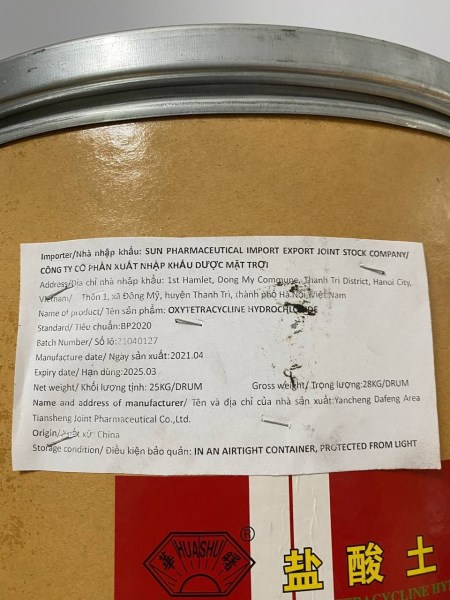 Importer/Nhà nhập khẩu: SUN PHARMACEUTICAL IMPORT EXPORT JOINT STOCK COMPANY/
CÔNG TY CỔ PHẦN XUẤT NHẬP KHẨU DƯỢC MẶT TRỜI
Address/Địa chỉ nhà nhập khẩu: 1st Hamlet, Dong My Commune, Thanh Tri District, Hanoi City,
Vietnam/ Thôn 1, xã Đông Mỹ, huyện Thanh Trì, thành phố Hà Nội, Việt Nam
Name of product/ Tên sản phẩm: OXYTETRACYCLINE HYDROCHLORIDE
Standard/ Tiêu chuẩn:BP2020
Batch Number/ Số lô:21040127
Manufacture date/ Ngày sản xuất:2021.04
Expiry date/ Hạn dùng:2025.03
Net weight/ Khối lượng tịnh: 25KG/DRUM Gross weight/ Trọng lượng:28KG/DRUM
Name and address of manufacturer/ Tên và địa chỉ của nhà sản xuất:Yancheng Dafeng Area
Tiansheng Joint Pharmaceutical Co.,Ltd.
Origin/ Xuất xứ: China
Storage condition/ Điều kiện bảo quản: IN AN AIRTIGHT CONTAINER, PROTECTED FROM LIGHT
HUASHU ®
盐酸土
TETRACYCLINE HY